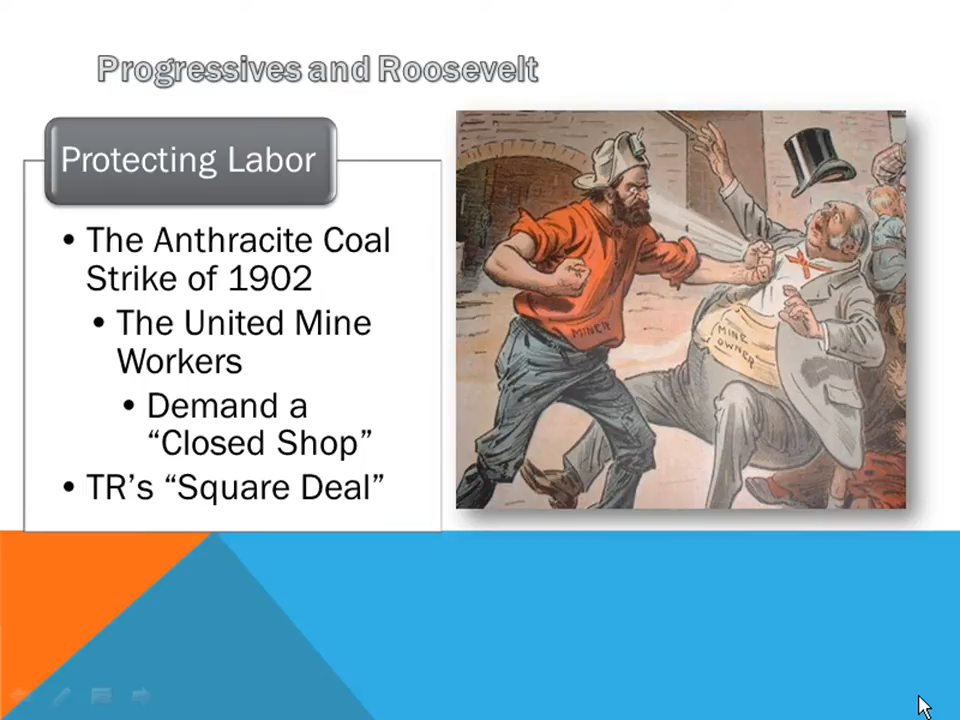 Progressives and Roosevelt
Protecting Labor
• The Anthracite Coal
Strike of 1902
• The United Mine
Workers
• Demand a
“Closed Shop”
• TR’s “Square Deal”
MINER
MINE
OWNER